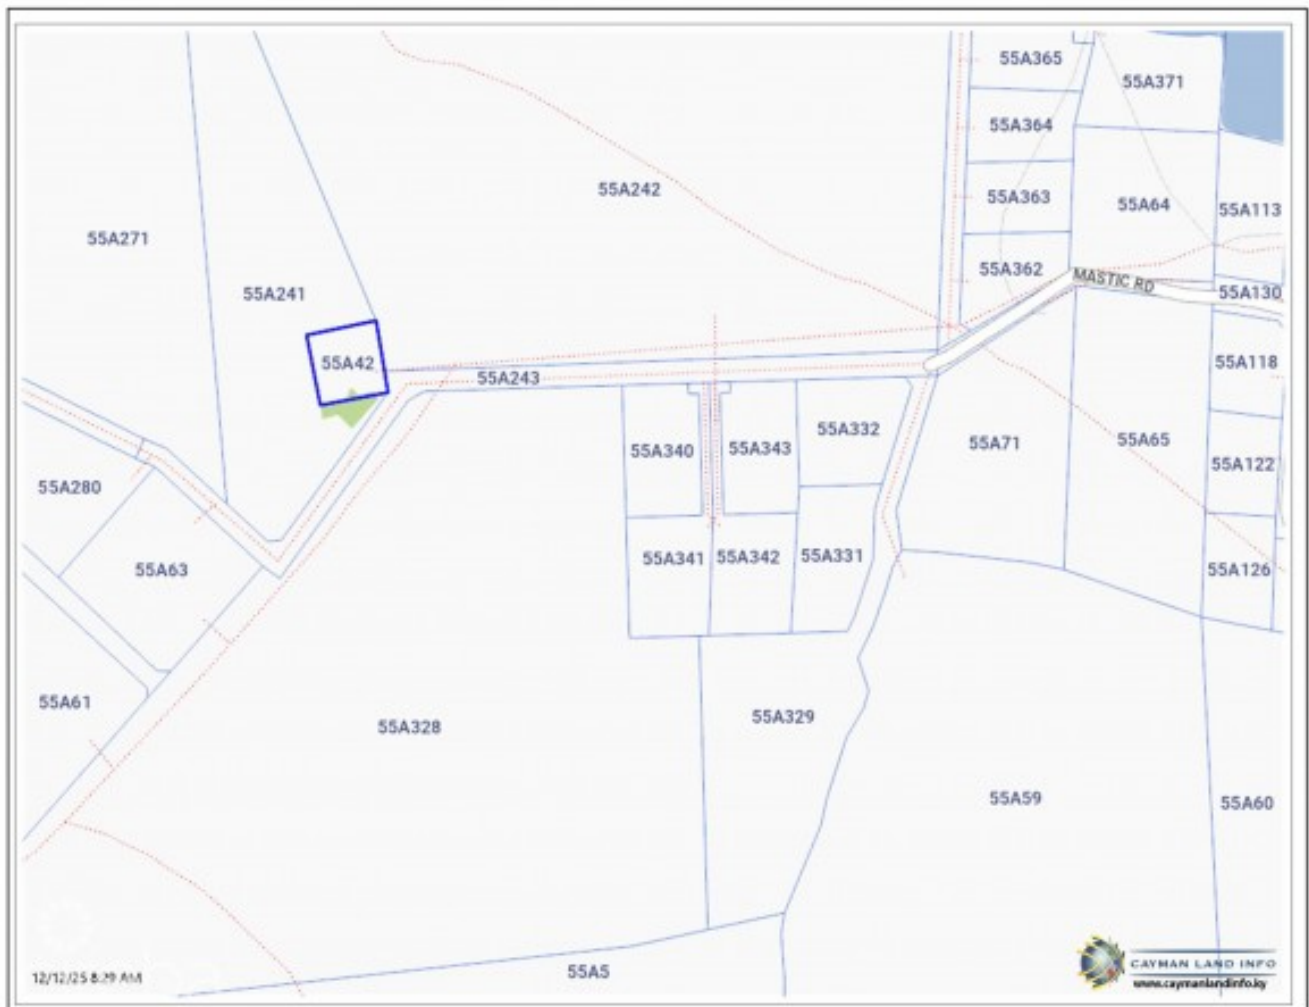 55A365
55A371
55A364
55A242
55A363
55A64
55A113
55A271
55A362
MASTIC RD
55A241
55A130
55A42
55A118
55A243
55A332
55A340
55A343
55A71
55A65
55A122
55A280
55A341
55A342
55A331
55A63
55A126
55A61
55A328
55A329
55A59
55A60
55A5
12/12/25 8:29 AM
CAYMAN LAND INFO
www.caymanlandinfo.ky